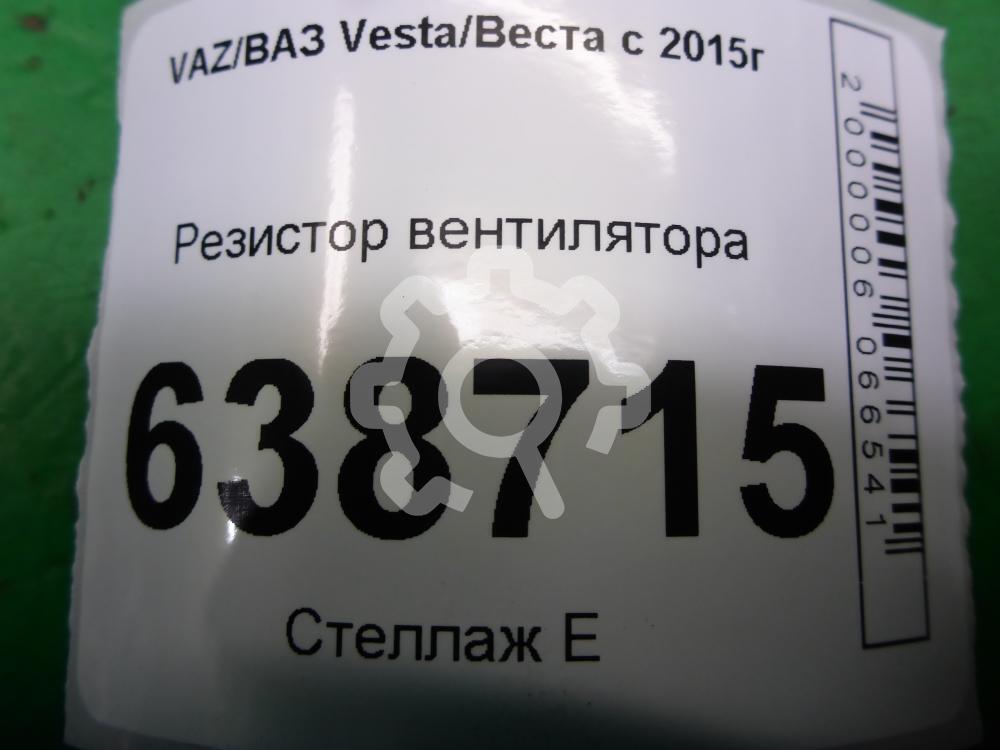 VAZ/ВАЗ Vesta/Веста с 2015г
Резистор вентилятора
638715
Стеллаж Е
2000006066541